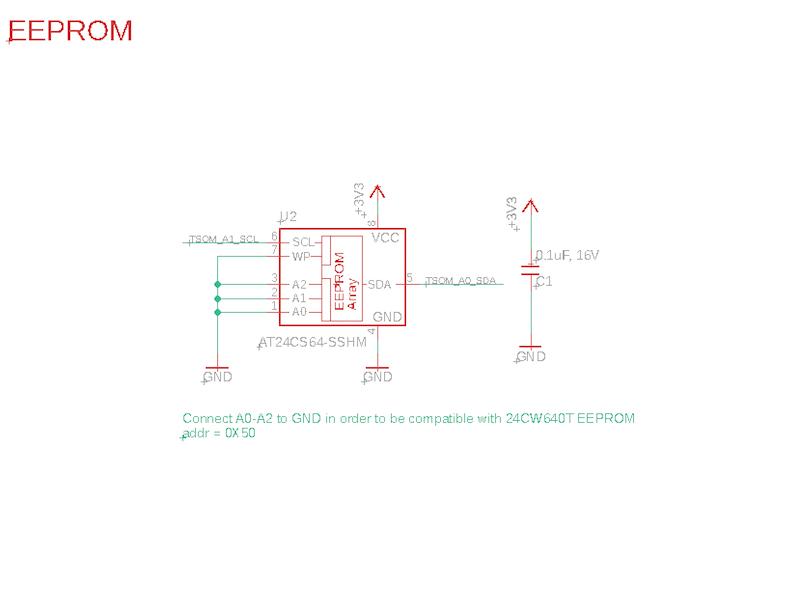 EEPROM
+3V3
+3V3
U2
8
TSOM_A1_SCL
6
SCL
VCC
7
WP
0.1uF, 16V
EEPROM
Array
3
A2
SDA
5
TSOM_A0_SDA
C1
2
A1
1
A0
GND
4
AT24CS64-SSHM
GND
GND
GND
Connect A0-A2 to GND in order to be compatible with 24CW640T EEPROM
addr = 0X50